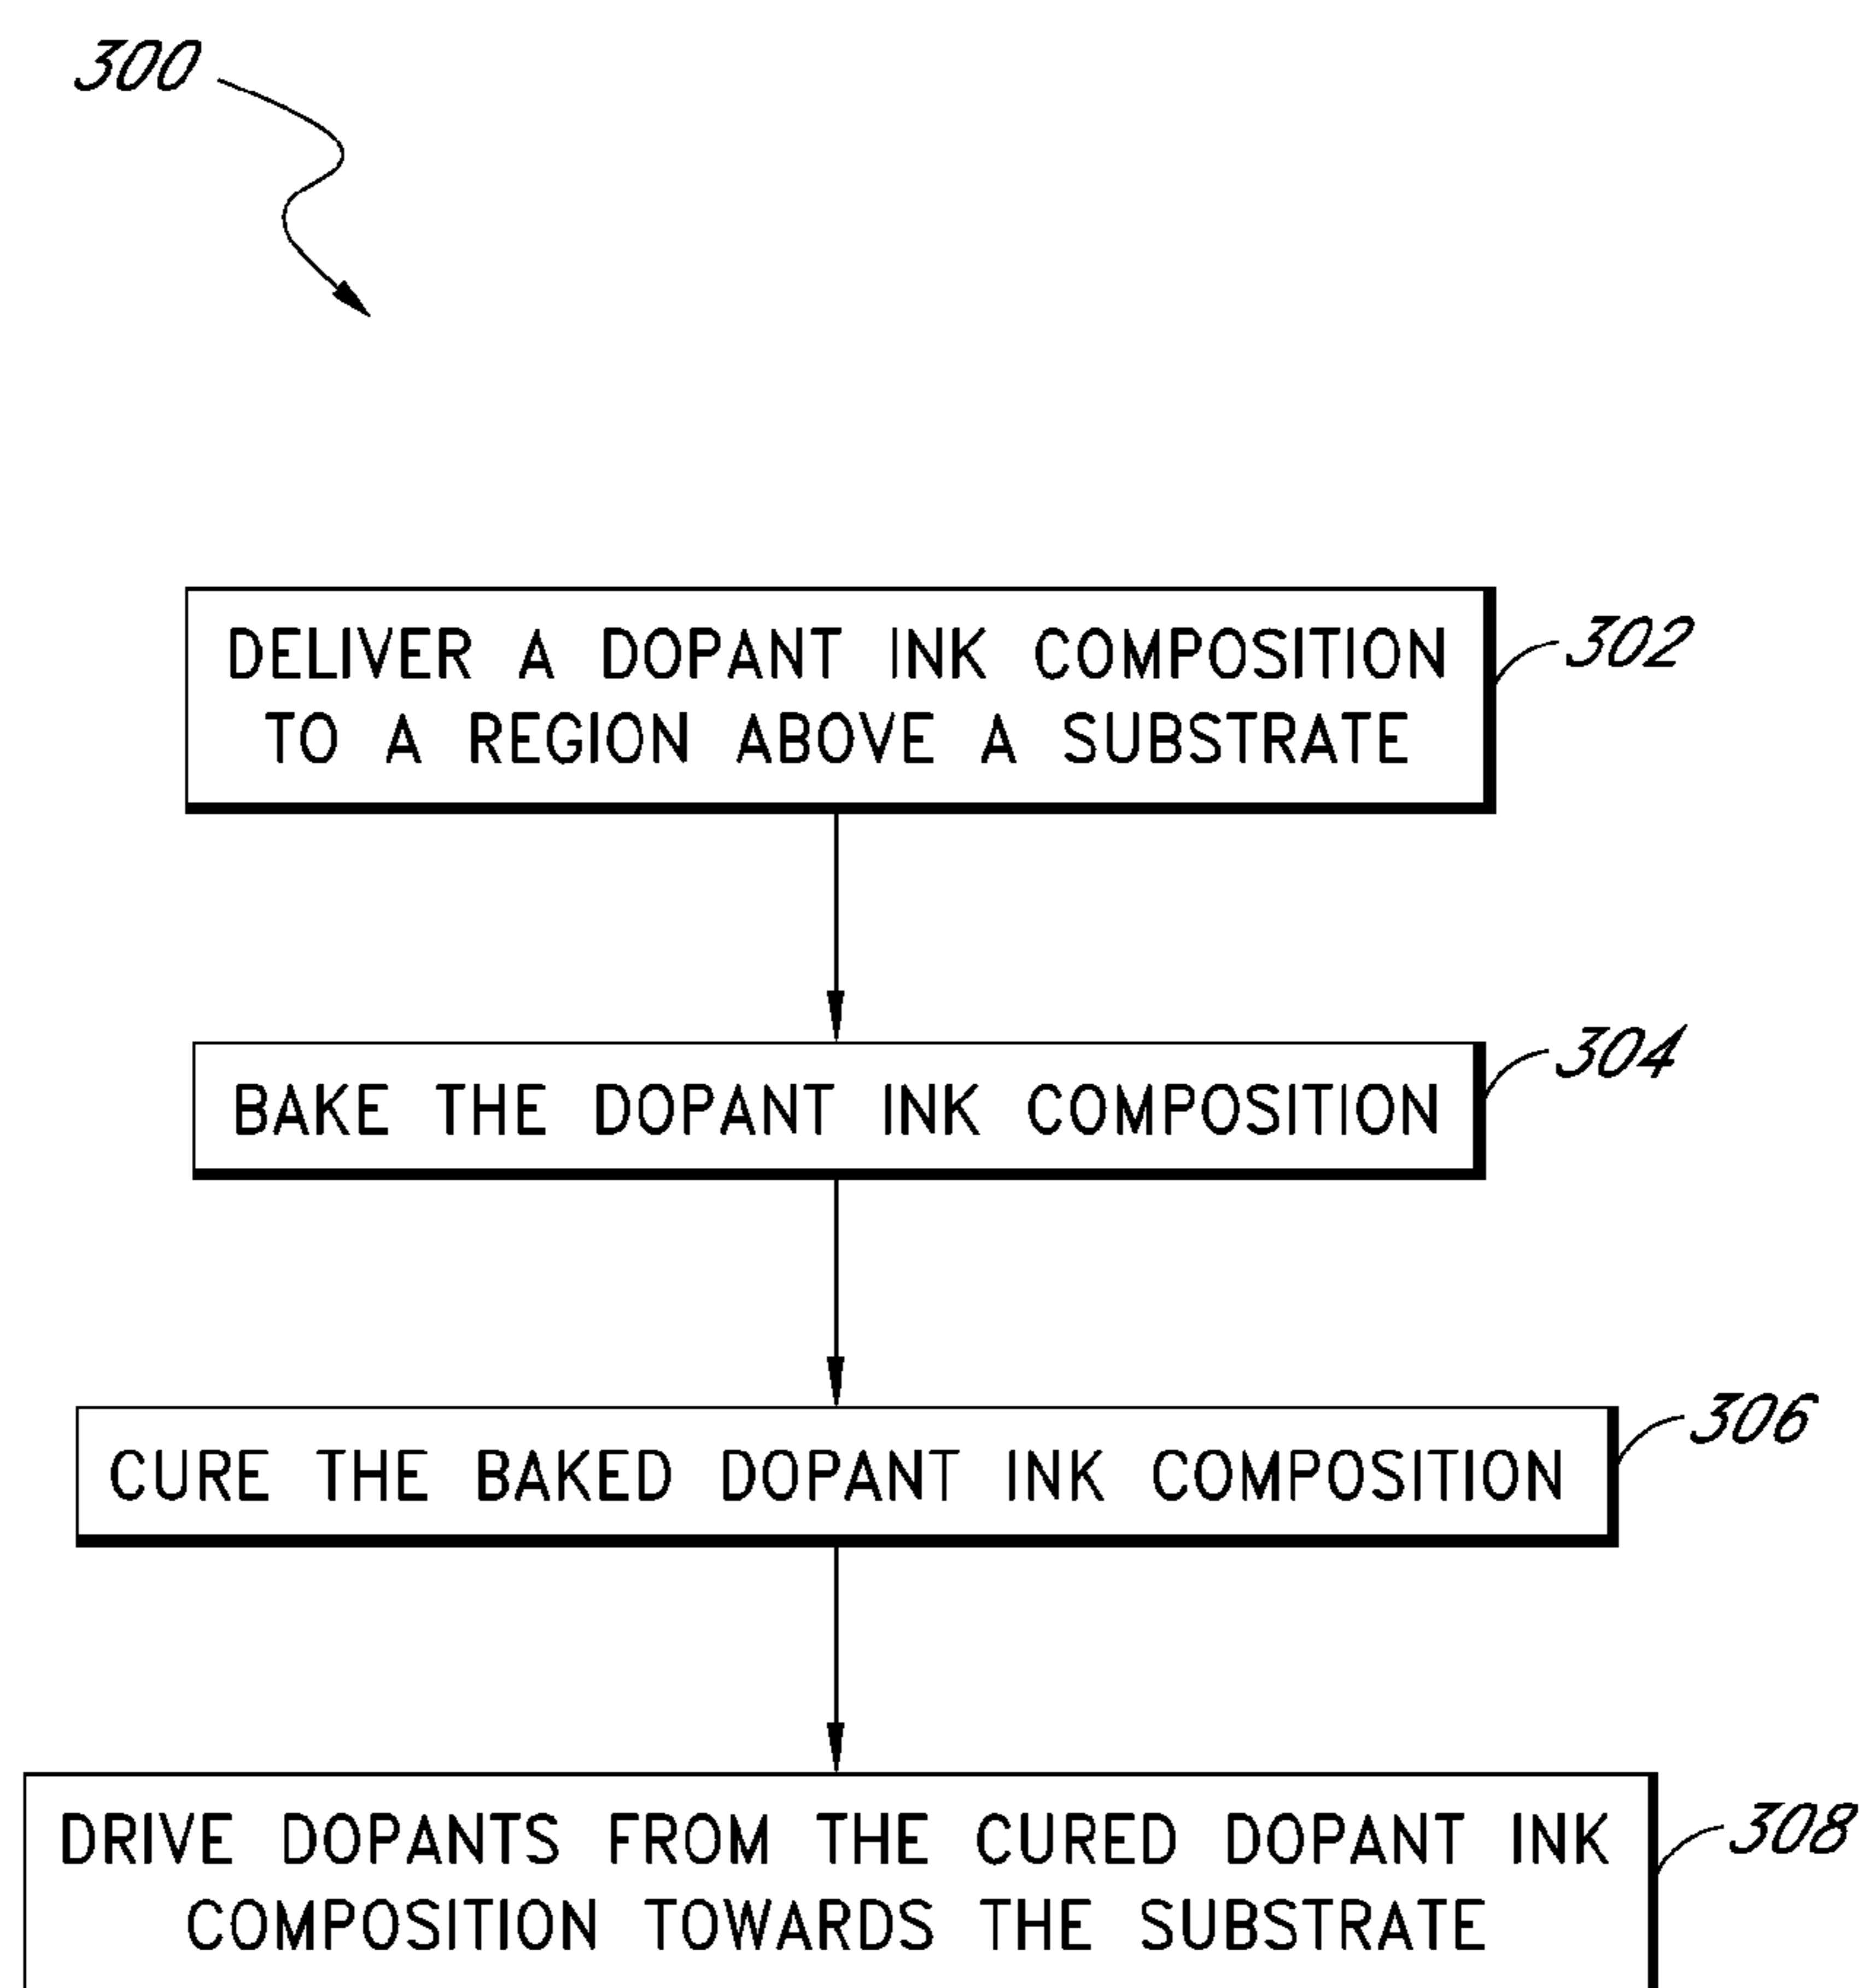 300
DELIVER A DOPANT INK COMPOSITION
TO A REGION ABOVE A SUBSTRATE
302
BAKE THE DOPANT INK COMPOSITION
304
CURE THE BAKED DOPANT INK COMPOSITION
306
DRIVE DOPANTS FROM THE CURED DOPANT INK
COMPOSITION TOWARDS THE SUBSTRATE
308